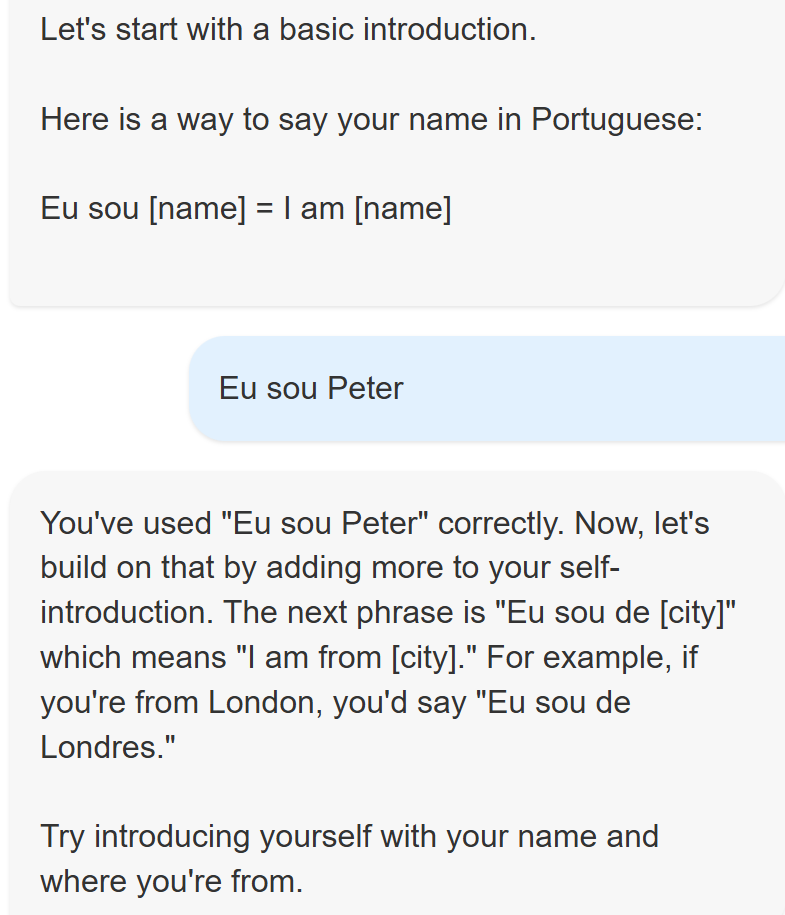 Let's start with a basic introduction.
Here is a way to say your name in Portuguese:
Eu sou [name] = I am [name]
Eu sou Peter
You've used "Eu sou Peter" correctly. Now, let's
build on that by adding more to your self-
introduction. The next phrase is "Eu sou de [city]"
which means "I am from [city]." For example, if
you're from London, you'd say "Eu sou de
Londres."
Try introducing yourself with your name and
where you're from.